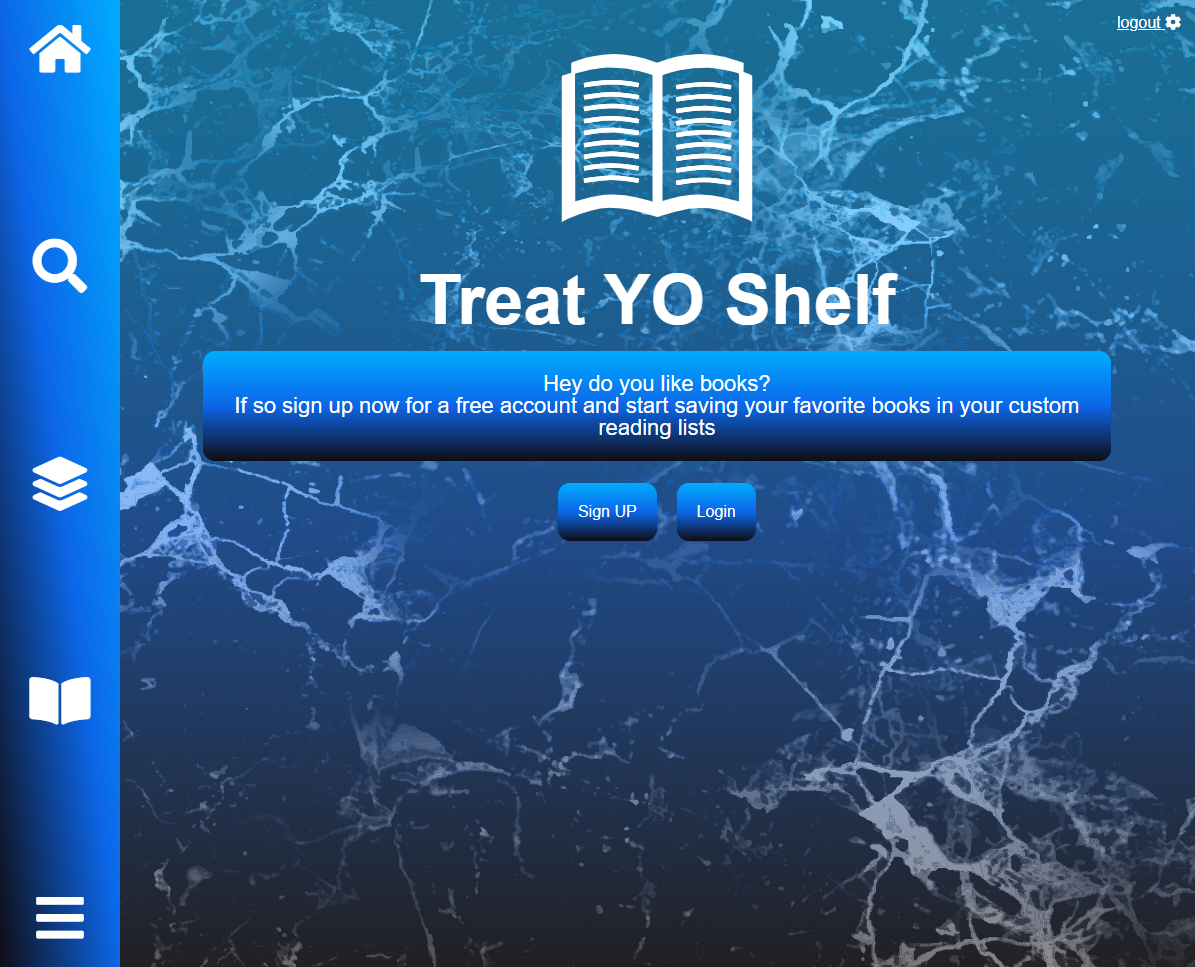 logout
Treat YO Shelf
Hey do you like books?
If so sign up now for a free account and start saving your favorite books in your custom
reading lists
Sign UP
Login